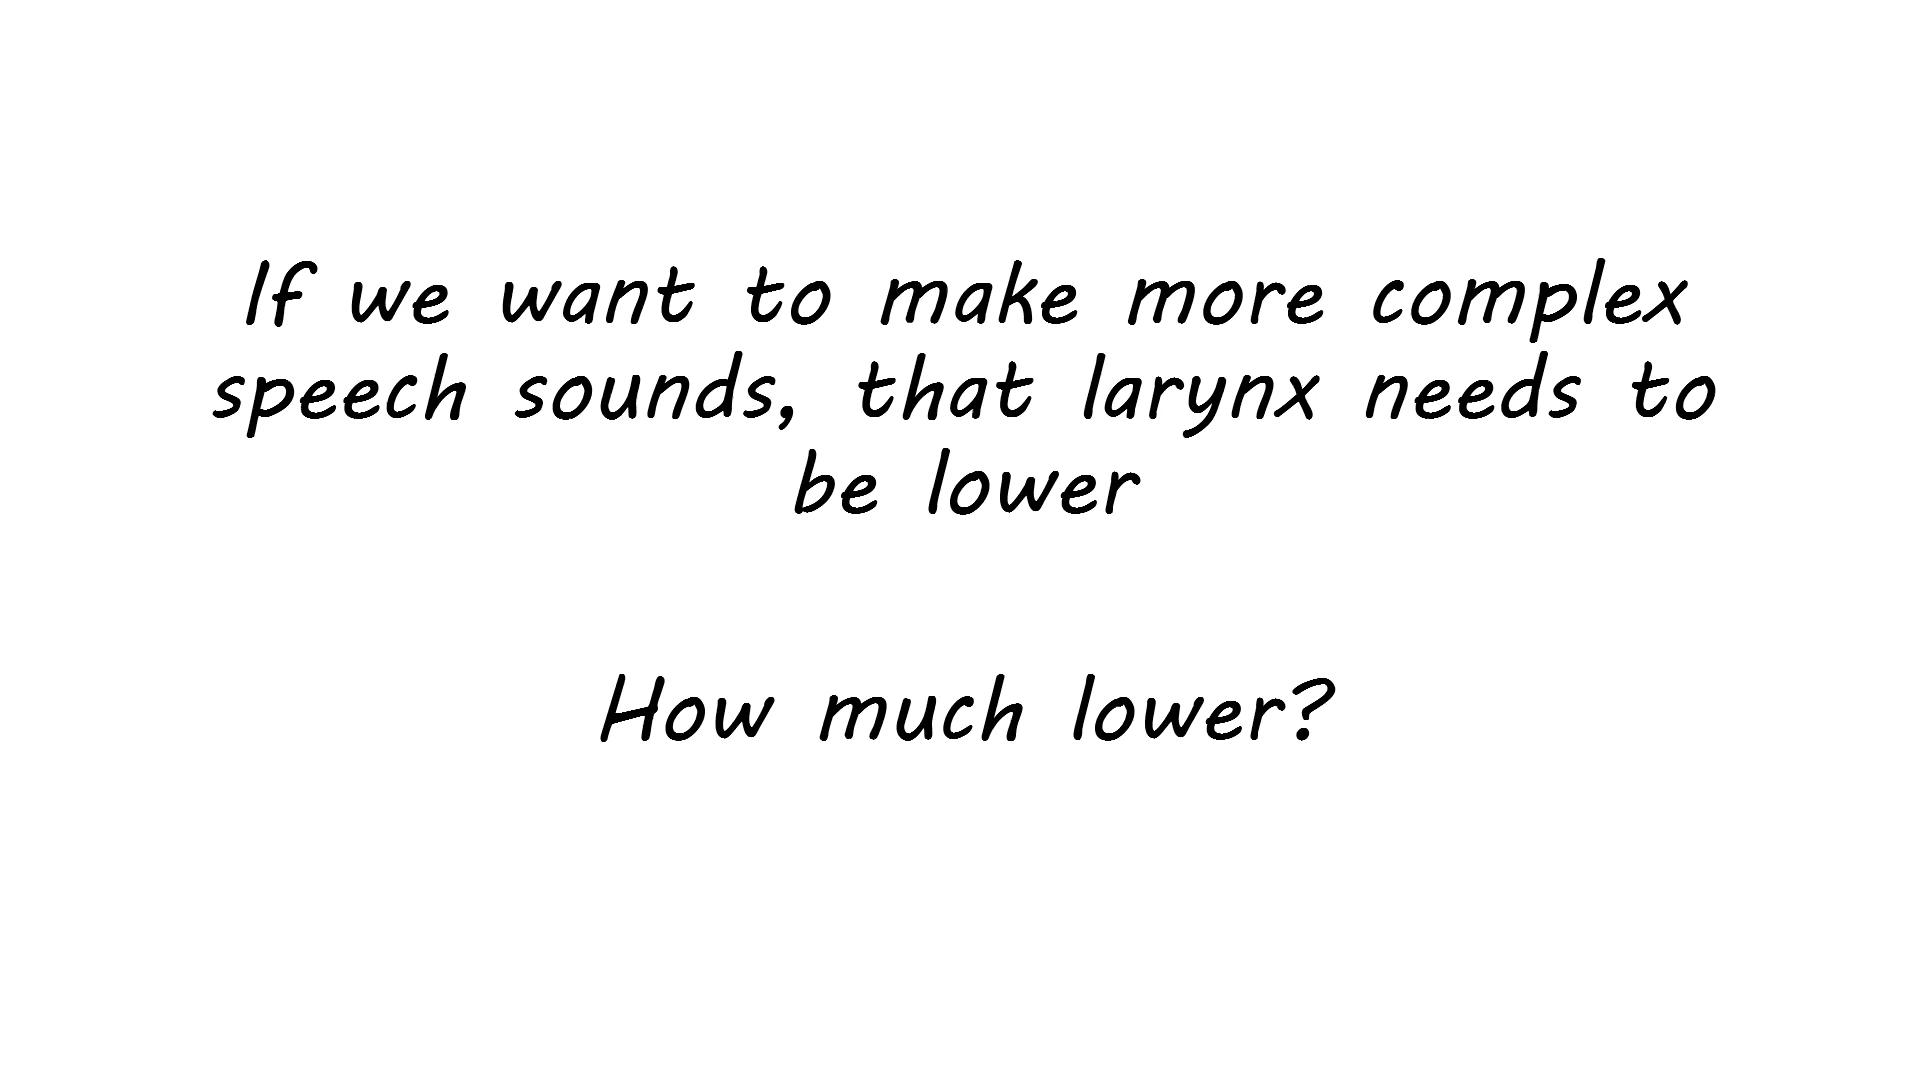 If we want to make more complex
speech sounds, that larynx needs to
be lower
How much lower?